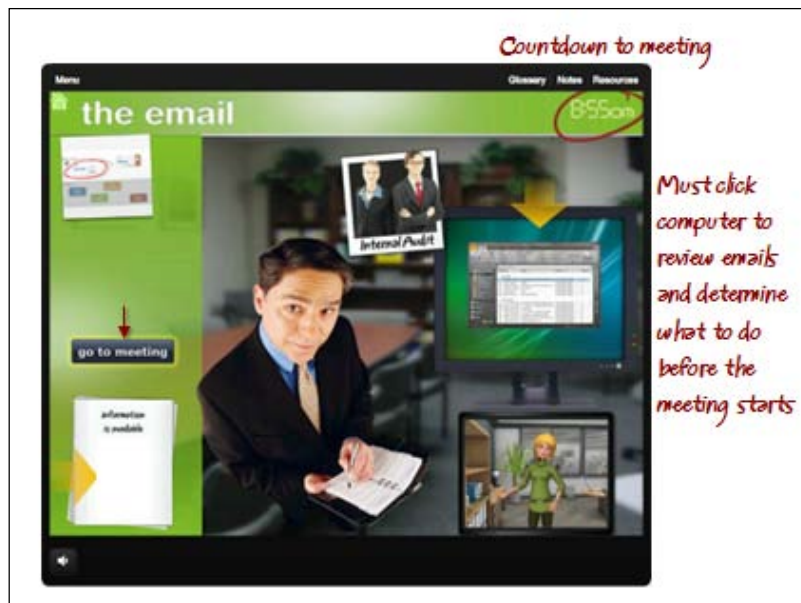 Countdown to meeting
Menu
Glossary Notes Resources
the email
8:55am
Internal Audit
Must click
computer to
review emails
and determine
what to do
before the
meeting starts
go to meeting
information
is available